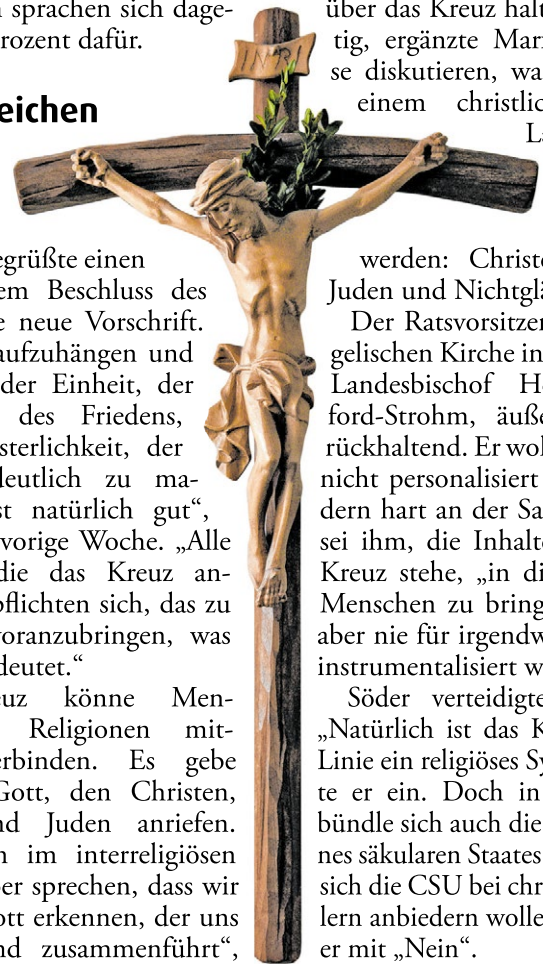 n sprachen sich dage-
rozent dafür.
eichen
egrüßte einen
em Beschluss des
e neue Vorschrift.
aufzuhängen und
der Einheit, der
des Friedens,
sterlichkeit, der
deutlich zu ma-
st natürlich gut“,
vorige Woche. „Alle
die das Kreuz an-
pflichten sich, das zu
voranzubringen, was
deutet.“
euz könne Men-
Religionen mit-
erbinden. Es gebe
Gott, den Christen,
nd Juden anriefen.
n im interreligiösen
er sprechen, dass wir
ott erkennen, der uns
nd zusammenführt“,
INRI
über das Kreuz halt
tig, ergänzte Mar
se diskutieren, wa
einem christlic
La
werden: Christe
Juden und Nichtglä
Der Ratsvorsitzer
gelischen Kirche in
Landesbischof He
ford-Strohm, äuße
rückhaltend. Er wol
nicht personalisiert
dern hart an der Sa
sei ihm, die Inhalte
Kreuz stehe, „in di
Menschen zu bring
aber nie für irgendw
instrumentalisiert w
Söder verteidigte
„Natürlich ist das K
Linie ein religiöses Sy
te er ein. Doch in
bündle sich auch die
nes säkularen Staates
sich die CSU bei chr
lern anbiedern wolle
er mit „Nein“.